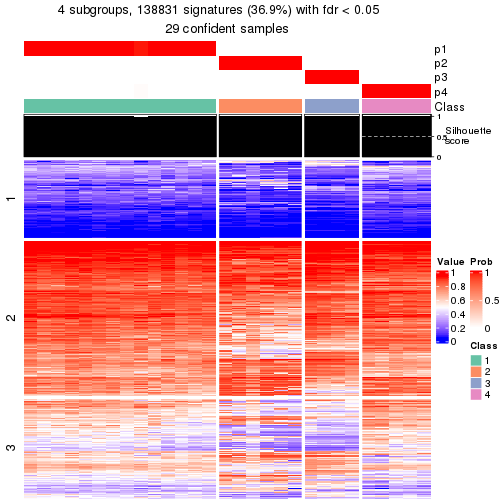 4 subgroups, 138831 signatures (36.9%) with fdr < 0.05
29 confident samples
p1
p2
p3
p4
Class
1
0.5
0
Silhouette
score
1
2
3
Value
1
0.8
0.6
0.4
0.2
0
Prob
1
0.5
0
Class
1
2
3
4